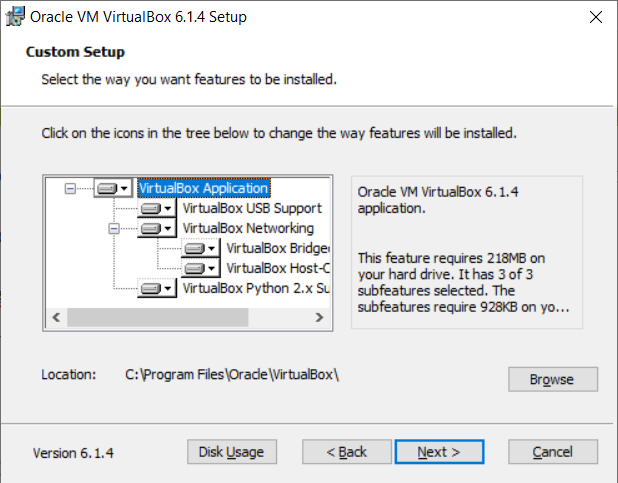 Oracle VM VirtualBox 6.1.4 Setup
Custom Setup
Select the way you want features to be installed.
Click on the icons in the tree below to change the way features will be installed.
VirtualBox Application
VirtualBox USB Support
VirtualBox Networking
VirtualBox Bridged
VirtualBox Host-C
VirtualBox Python 2.x Su
Oracle VM VirtualBox 6.1.4
application.
This feature requires 218MB on
your hard drive. It has 3 of 3
subfeatures selected. The
subfeatures require 928KB on yo...
Location: C:\Program Files\Oracle\VirtualBox\
Browse
Version 6.1.4
Disk Usage
< Back
Next >
Cancel